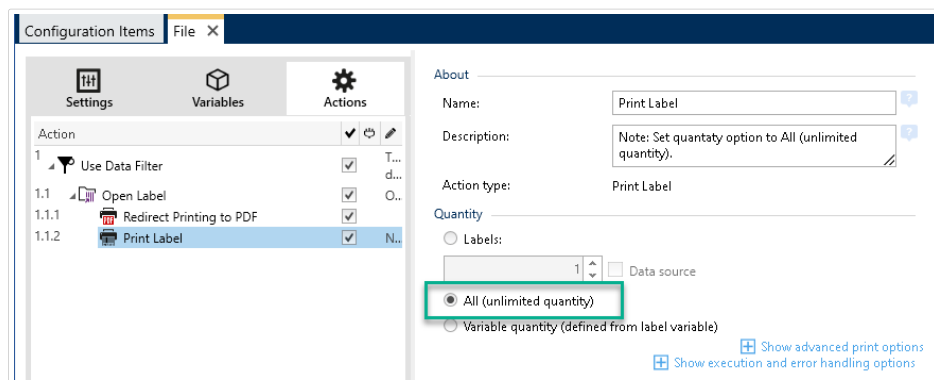 Configuration Items File
Settings Variables Actions
Action
1 Use Data Filter T... d...
1.1 Open Label O...
1.1.1 Redirect Printing to PDF
1.1.2 Print Label N...
About
Name: Print Label
Description: Note: Set quantaty option to All (unlimited
quantity).
Action type: Print Label
Quantity
Labels:
1 Data source
All (unlimited quantity)
Variable quantity (defined from label variable)
Show advanced print options
Show execution and error handling options